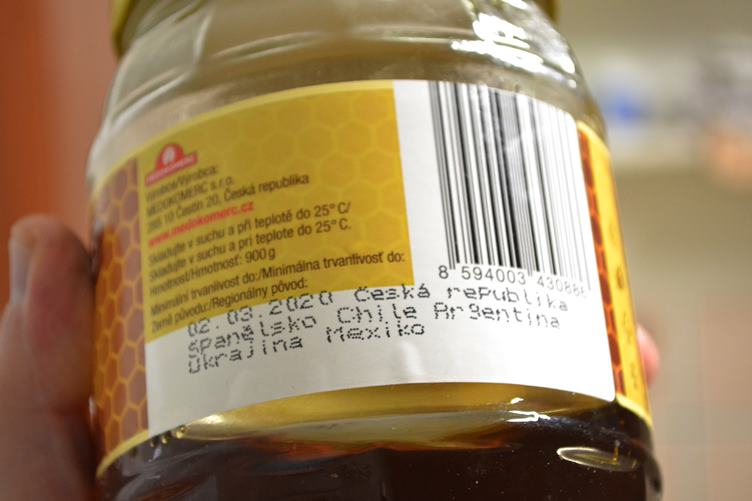 MEDOKOMERC
Výrobce/Výrobca:
MEDOKOMERC s.r.o.
285 10 Čestín 20, Česká republika
www.medokomerc.cz
Skladujte v suchu a při teplotě do 25°C/
Skladujte v suchu a pri teplote do 25°C.
Hmotnost/Hmotnosť: 900 g
Minimální trvanlivost do:/Minimálna trvanlivosť do:
Země původu:/Regionálny pôvod:
8 594003 430886
02.03.2020 Česká republika
Španělsko Chile Argentina
Ukrajina Mexiko